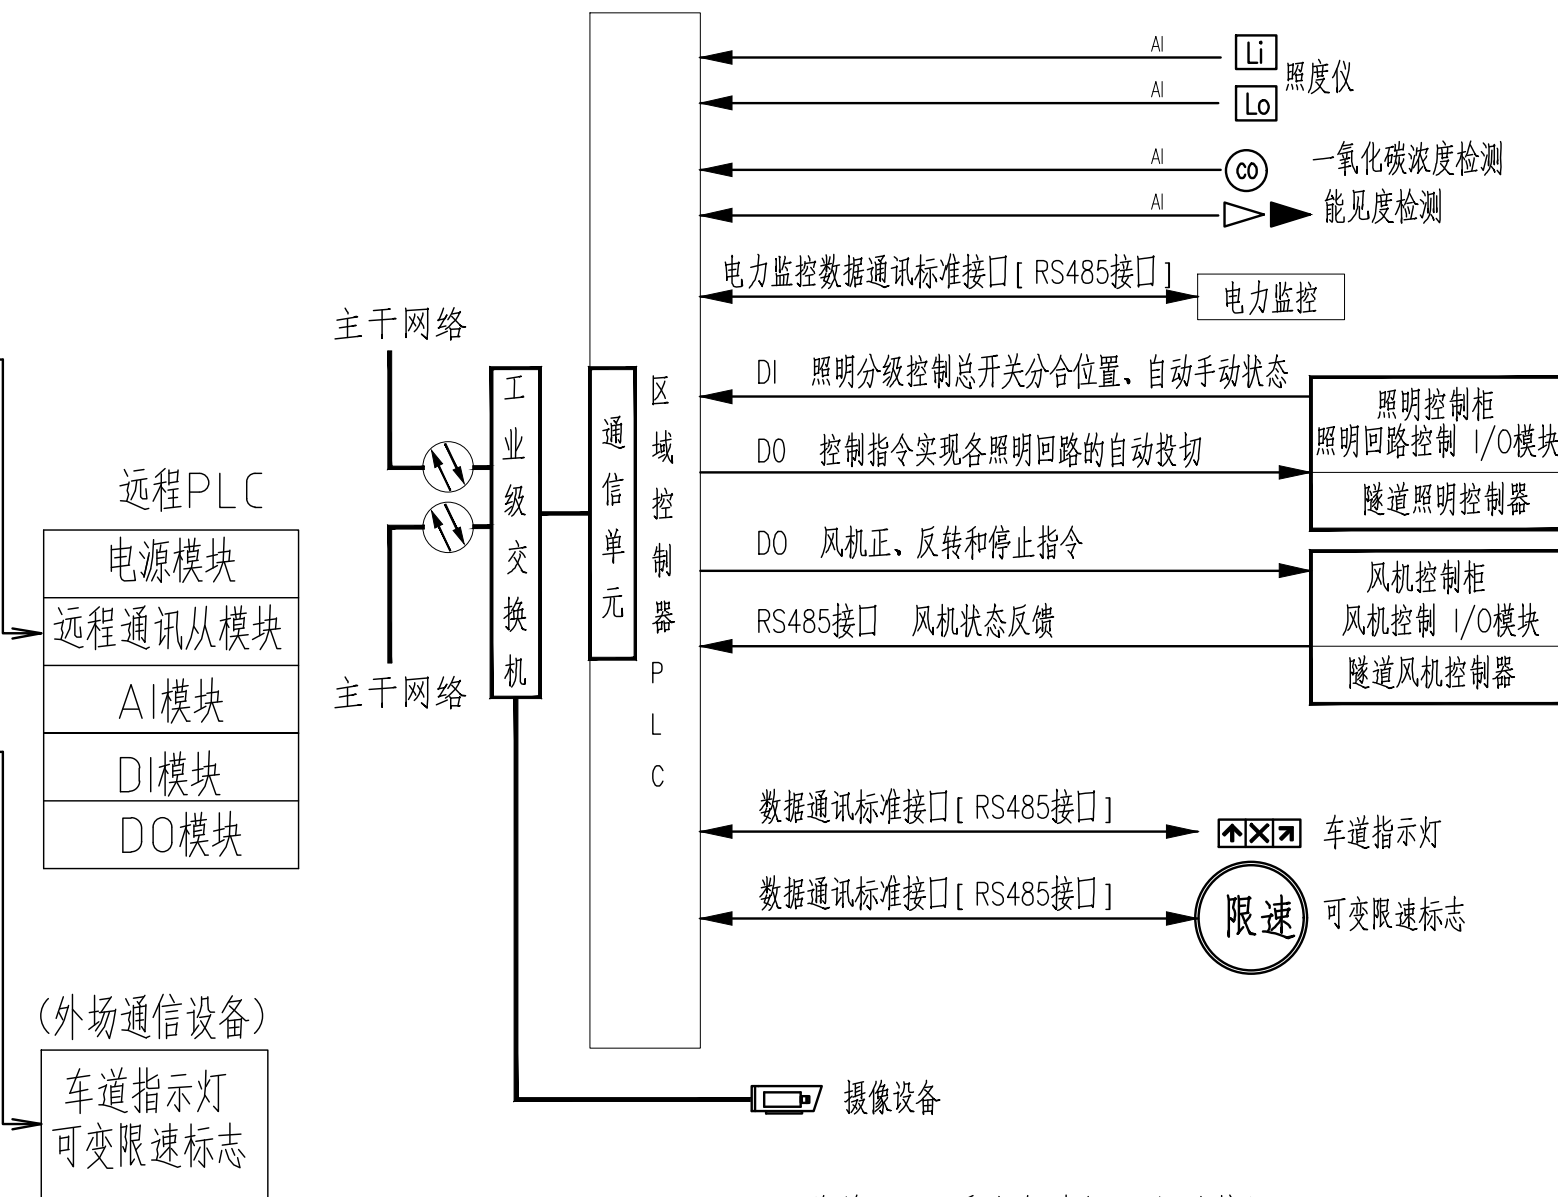 AI
Li
照度仪
AI
Lo
AI
CO
一氧化碳浓度检测
AI
能见度检测
电力监控数据通讯标准接口[ RS485接口 ]
电力监控
主干网络
DI 照明分级控制总开关分合位置、自动手动状态
DO 控制指令实现各照明回路的自动投切
照明控制柜
照明回路控制 I/O模块
隧道照明控制器
DO 风机正、反转和停止指令
RS485接口 风机状态反馈
风机控制柜
风机控制 I/O模块
隧道风机控制器
工业级交换机
通信单元
区域控制器PLC
主干网络
远程PLC
电源模块
远程通讯从模块
AI模块
DI模块
DO模块
数据通讯标准接口[ RS485接口 ]
车道指示灯
数据通讯标准接口[ RS485接口 ]
限速
可变限速标志
(外场通信设备)
车道指示灯
可变限速标志
摄像设备